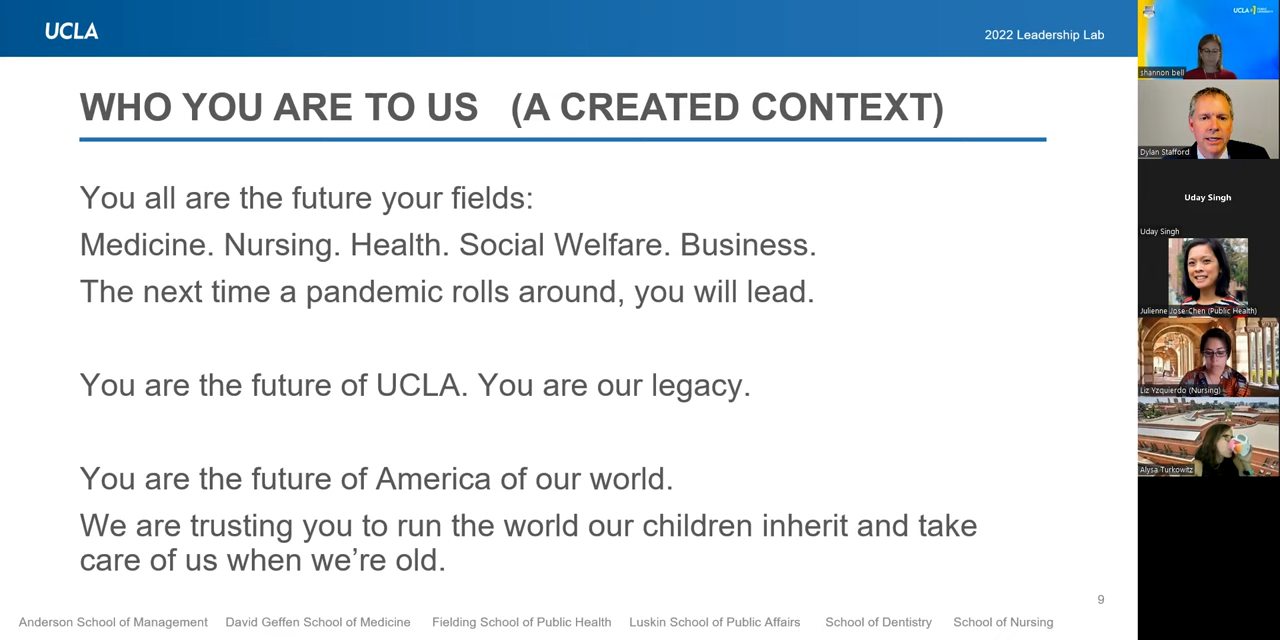 UCLA
2022 Leadership Lab
WHO YOU ARE TO US (A CREATED CONTEXT)
You all are the future your fields:
Medicine. Nursing. Health. Social Welfare. Business.
The next time a pandemic rolls around, you will lead.
You are the future of UCLA. You are our legacy.
You are the future of America of our world.
We are trusting you to run the world our children inherit and take
care of us when we’re old.
9
Anderson School of Management David Geffen School of Medicine Fielding School of Public Health Luskin School of Public Affairs School of Dentistry School of Nursing
UCLA #1 PUBLIC UNIVERSITY
shannon bell
Dylan Stafford
Uday Singh
Uday Singh
Julienne Jose-Chen (Public Health)
Liz Yzquierdo (Nursing)
Alysa Turkowitz